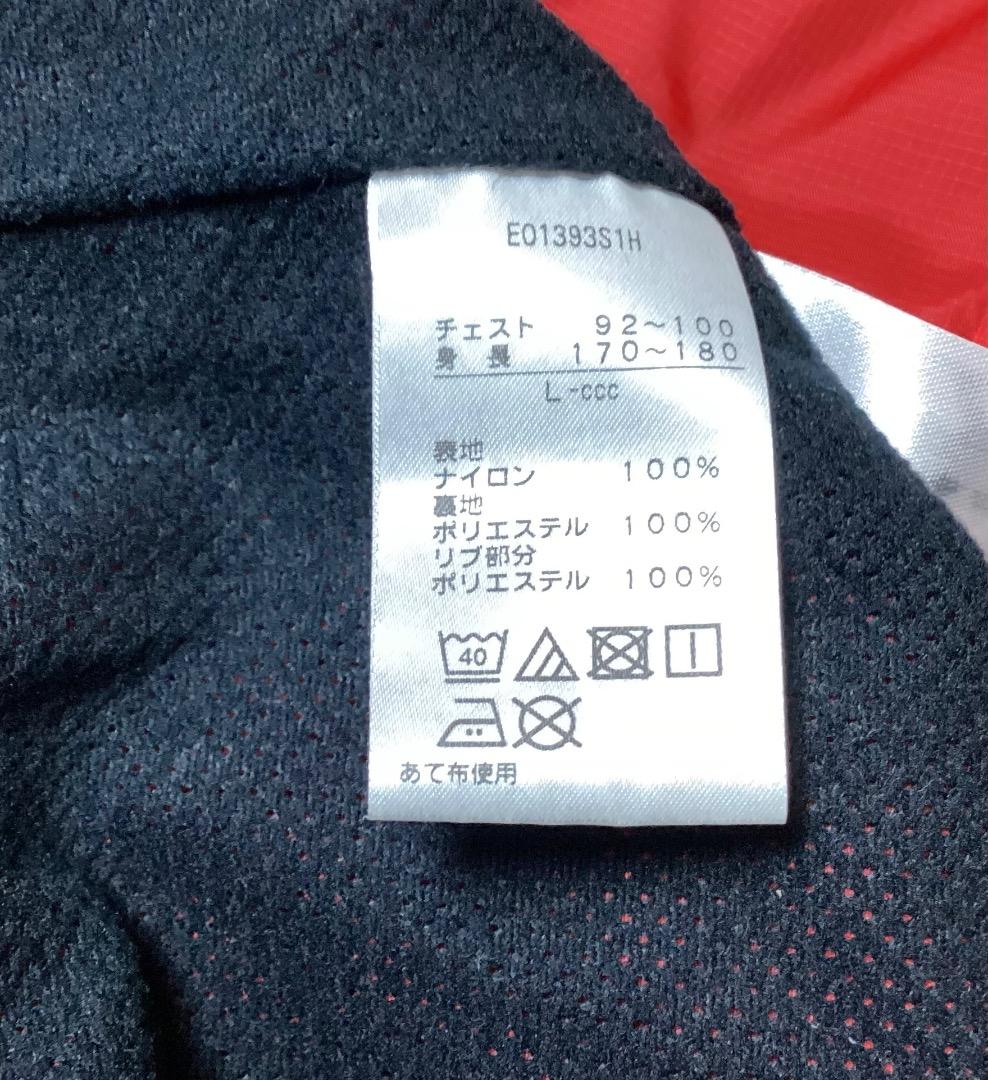 E01393S1H
チェスト 92～100
身長 170～180
L-ccc
表地
ナイロン 100%
裏地
ポリエステル 100%
リブ部分
ポリエステル 100%
40
あて布使用